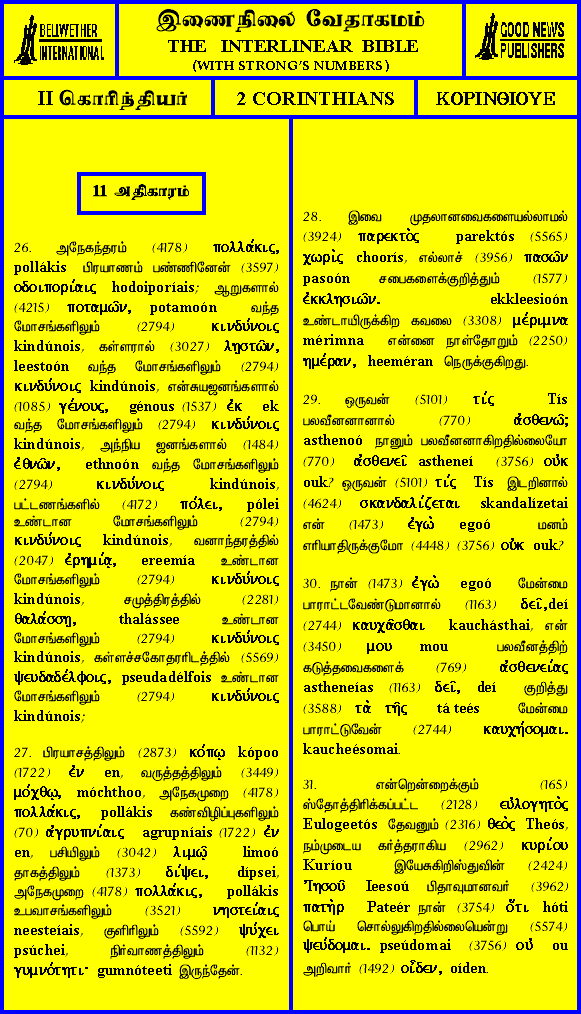 BELLWETHER
INTERNATIONAL
இணைநிலை வேதாகமம்
THE INTERLINEAR BIBLE
(WITH STRONG'S NUMBERS)
GOOD NEWS
PUBLISHERS
II கொரிந்தியர்
2 CORINTHIANS
ΚΟΡΙΝΘΙΟΥΕ
11 அதிகாரம்
26. அநேகந்தரம் (4178) πολλάκις,
pollákis பிரயாணம் பண்ணினேன் (3597)
οδοιπορίαις hodoiporíais; ஆறுகளால்
(4215) ποταμῶν, potamoón வந்த
மோசங்களிலும் (2794) κινδύνοις
kindúnois, கள்ளரால் (3027) λῃστῶν,
leestoón வந்த மோசங்களிலும் (2794)
κινδύνοις kindúnois, என்சுயஜனங்களால்
(1085) γένους, génous (1537) ἐκ ek
வந்த மோசங்களிலும் (2794) κινδύνοις
kindúnois, அந்நிய ஜனங்களால் (1484)
ἐθνῶν, ethnoón வந்த மோசங்களிலும்
(2794) κινδύνοις kindúnois,
பட்டணங்களில் (4172) πόλει, pólei
உண்டான மோசங்களிலும் (2794)
κινδύνοις kindúnois, வனாந்தரத்தில்
(2047) ἐρημίᾳ, ereemía உண்டான
மோசங்களிலும் (2794) κινδύνοις
kindúnois, சமுத்திரத்தில் (2281)
θαλάσσῃ, thalássee உண்டான
மோசங்களிலும் (2794) κινδύνοις
kindúnois, கள்ளச்சகோதரரிடத்தில் (5569)
ψευδαδέλφοις, pseudadélfois உண்டான
மோசங்களிலும் (2794) κινδύνοις
kindúnois;
27. பிரயாசத்திலும் (2873) κόπῳ kópoo
(1722) ἐν en, வருத்தத்திலும் (3449)
μόχθῳ, móchthoo, அநேகமுறை (4178)
πολλάκις, pollákis கண்விழிப்புகளிலும்
(70) ἀγρυπνίαις agrupníais (1722) ἐν
en, பசியிலும் (3042) λιμῷ limoó
தாகத்திலும் (1373) δίψει, dípsei,
அநேகமுறை (4178) πολλάκις, pollákis
உபவாசங்களிலும் (3521) νηστείαις
neesteíais, குளிரிலும் (5592) ψύχει
psúchei, நிர்வாணத்திலும் (1132)
γυμνότητι· gumnóteeti இருந்தேன்.
28. இவை முதலானவைகளையல்லாமல்
(3924) παρεκτὸς parektós (5565)
χωρὶς chooris, எல்லாச் (3956) πασῶν
pasoón சபைகளைக்குறித்தும் (1577)
ἐκκλησιῶν. ekkleesioón
உண்டாயிருக்கிற கவலை (3308) μέριμνα
mérimna என்னை நாள்தோறும் (2250)
ημέραν, heeméran நெருக்குகிறது.
29. ஒருவன் (5101) τίς Tís
பலவீனனானால் (770) ἀσθενῶ;
asthenoó நானும் பலவீனனாகிறதில்லையோ
(770) ἀσθενεῖ astheneí (3756) οὐκ
ouk? ஒருவன் (5101) τίς Tís இடறினால்
(4624) σκανδαλίζεται skandalízetai
என் (1473) ἐγὼ egoó மனம்
எரியாதிருக்குமோ (4448) (3756) οὐκ ouk?
30. நான் (1473) ἐγὼ egoó மேன்மை
பாராட்டவேண்டுமானால் (1163) δεῖ,deí
(2744) καυχᾶσθαι kauchásthai, என்
(3450) μου mou பலவீனத்திற்
கடுத்தவைகளைக் (769) ἀσθενείας
astheneías (1163) δεῖ, deí குறித்து
(3588) τὰ τῆς tá teés மேன்மை
பாராட்டுவேன் (2744) καυχήσομαι.
kaucheésomai.
31. என்றென்றைக்கும் (165)
ஸ்தோத்திரிக்கப்பட்ட (2128) εὐλογητὸς
Eulogeetós தேவனும் (2316) θεὸς Theós,
நம்முடைய கர்த்தராகிய (2962) κυρίου
Kuríou இயேசுகிறிஸ்துவின் (2424)
Ἰησοῦ Ieesoú பிதாவுமானவர் (3962)
πατὴρ Pateér நான் (3754) ὅτι hóti
பொய் சொல்லுகிறதில்லையென்று (5574)
ψεύδομαι. pseúdomai (3756) οὐ ou
அறிவார் (1492) οἶδεν, oíden.